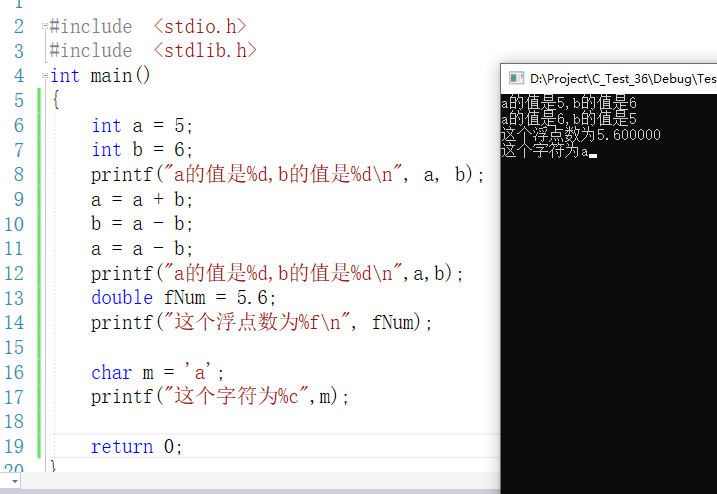 1
2 #include <stdio.h>
3 #include <stdlib.h>
4 int main()
5 {
6 int a = 5;
7 int b = 6;
8 printf("a的值是%d,b的值是%d\n", a, b);
9 a = a + b;
10 b = a - b;
11 a = a - b;
12 printf("a的值是%d,b的值是%d\n",a,b);
13 double fNum = 5.6;
14 printf("这个浮点数为%f\n", fNum);
15
16 char m = 'a';
17 printf("这个字符为%c",m);
18
19 return 0;
20 }
D:\Project\C_Test_36\Debug\Tes
a的值是5,b的值是6
a的值是6,b的值是5
这个浮点数为5.600000
这个字符为a